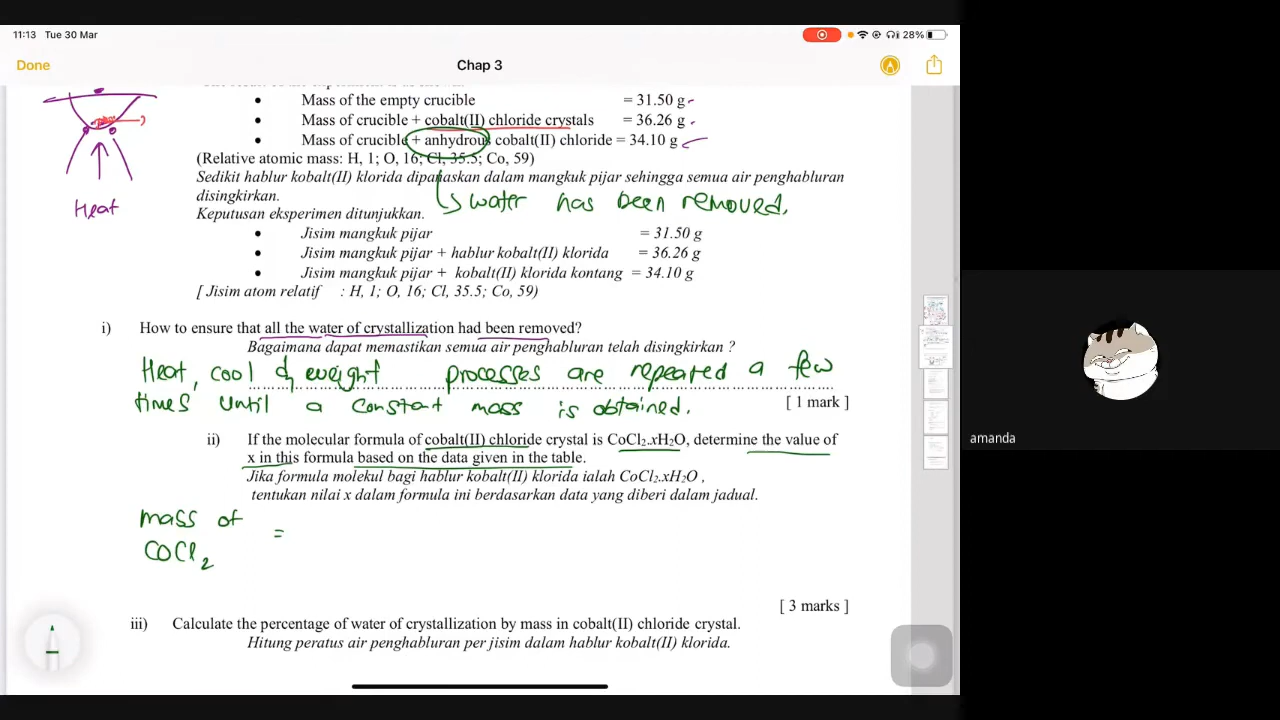 11:13 Tue 30 Mar
28%
Done
Chap 3
• Mass of the empty crucible = 31.50 g
• Mass of crucible + cobalt(II) chloride crystals = 36.26 g
• Mass of crucible + anhydrous cobalt(II) chloride = 34.10 g
(Relative atomic mass: H, 1; O, 16; Cl, 35.5; Co, 59)
Sedikit hablur kobalt(II) klorida dipanaskan dalam mangkuk pijar sehingga semua air penghabluran
disingkirkan.
water has been removed.
Heat
Keputusan eksperimen ditunjukkan.
• Jisim mangkuk pijar = 31.50 g
• Jisim mangkuk pijar + hablur kobalt(II) klorida = 36.26 g
• Jisim mangkuk pijar + kobalt(II) klorida kontang = 34.10 g
[ Jisim atom relatif : H, 1; O, 16; Cl, 35.5; Co, 59)
i) How to ensure that all the water of crystallization had been removed?
Bagaimana dapat memastikan semua air penghabluran telah disingkirkan ?
Heat, cool & weight processes are repeated a few
times until a constant mass is obtained.
[ 1 mark ]
ii) If the molecular formula of cobalt(II) chloride crystal is CoCl₂.xH₂O, determine the value of
x in this formula based on the data given in the table.
Jika formula molekul bagi hablur kobalt(II) klorida ialah CoCl₂.xH₂O ,
tentukan nilai x dalam formula ini berdasarkan data yang diberi dalam jadual.
mass of
CoCl₂ =
[ 3 marks ]
iii) Calculate the percentage of water of crystallization by mass in cobalt(II) chloride crystal.
Hitung peratus air penghabluran per jisim dalam hablur kobalt(II) klorida.
amanda